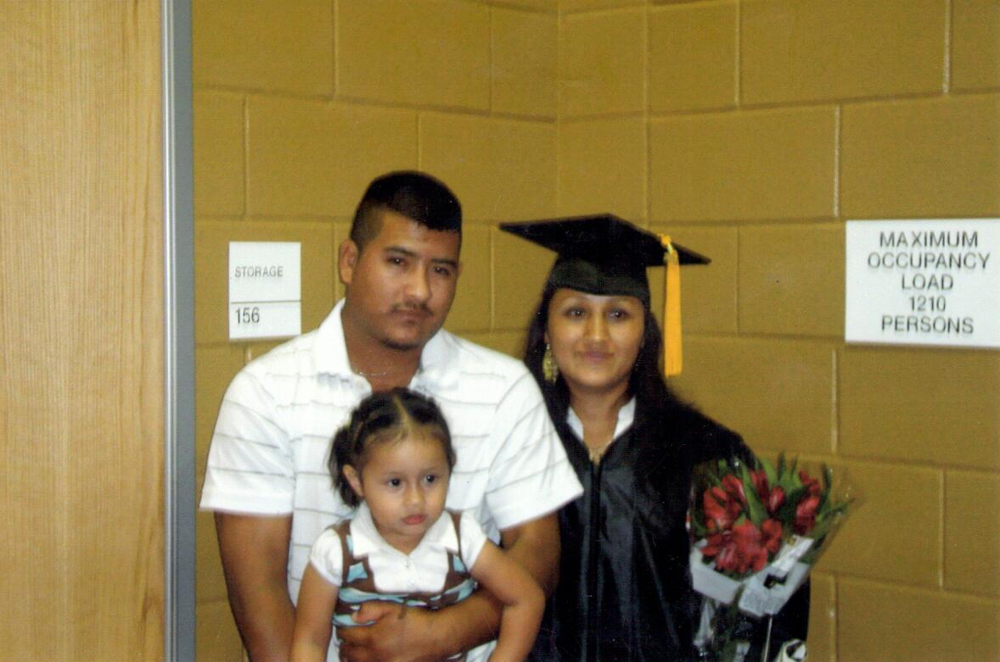 STORAGE
156
MAXIMUM
OCCUPANCY
LOAD
1210
PERSONS